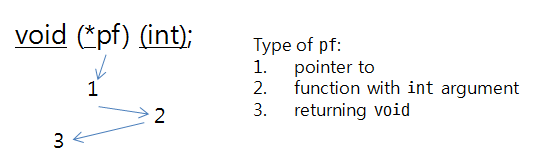 void (*pf) (int);
1
2
3
Type of pf:
1. pointer to
2. function with int argument
3. returning void